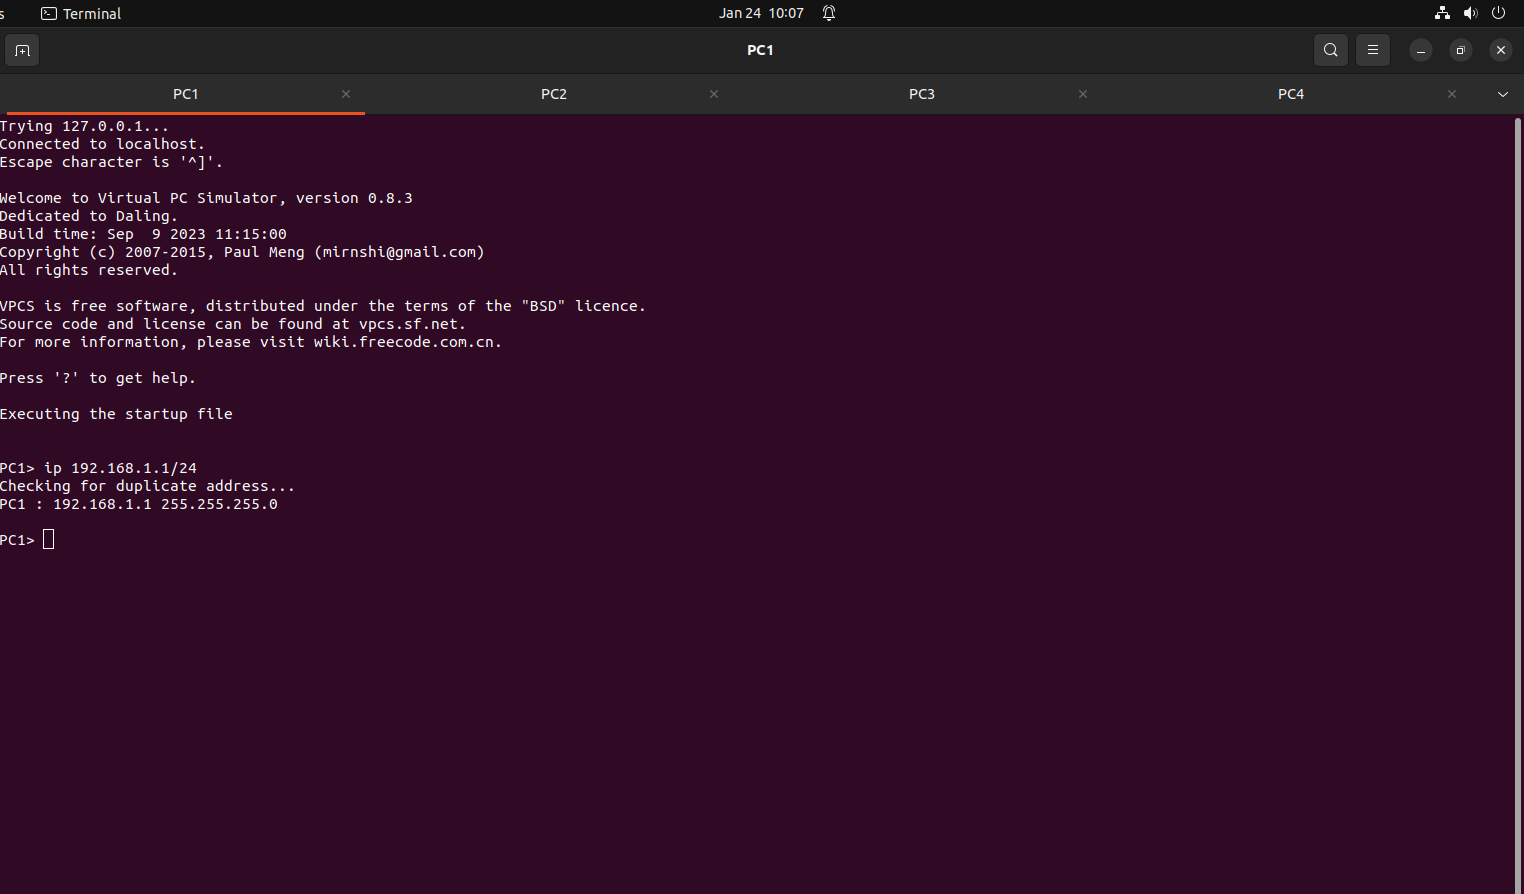 s Terminal Jan 24 10:07
PC1
PC1 PC2 PC3 PC4
Trying 127.0.0.1...
Connected to localhost.
Escape character is '^]'.
Welcome to Virtual PC Simulator, version 0.8.3
Dedicated to Daling.
Build time: Sep  9 2023 11:15:00
Copyright (c) 2007-2015, Paul Meng (mirnshi@gmail.com)
All rights reserved.
VPCS is free software, distributed under the terms of the "BSD" licence.
Source code and license can be found at vpcs.sf.net.
For more information, please visit wiki.freecode.com.cn.
Press '?' to get help.
Executing the startup file
PC1> ip 192.168.1.1/24
Checking for duplicate address...
PC1 : 192.168.1.1 255.255.255.0
PC1>